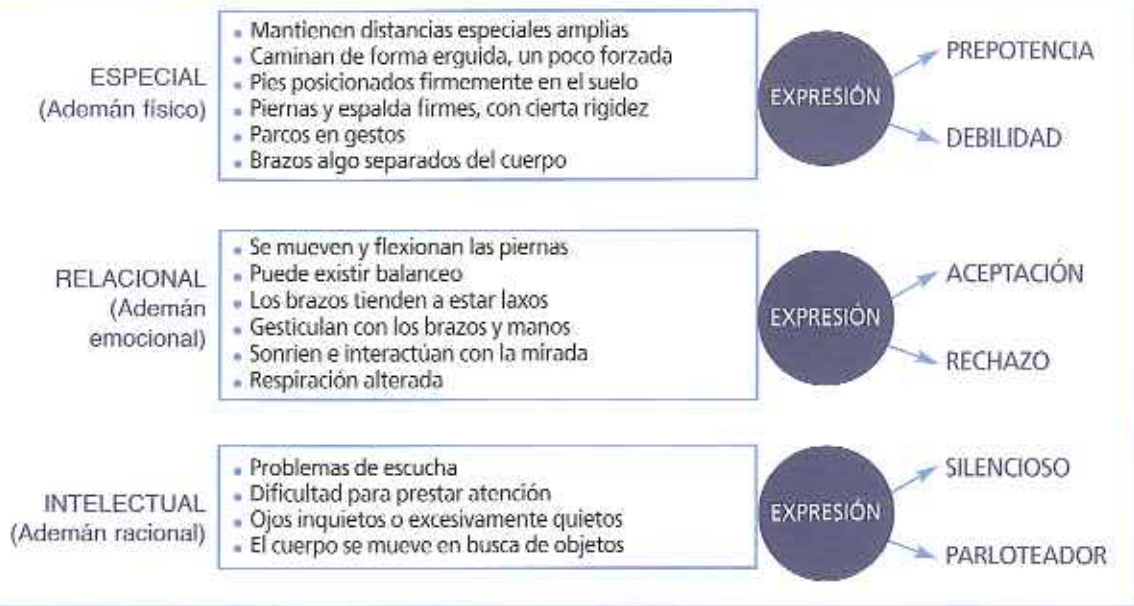 ESPECIAL
(Ademán físico)
• Mantienen distancias especiales amplias
• Caminan de forma erguida, un poco forzada
• Pies posicionados firmemente en el suelo
• Piernas y espalda firmes, con cierta rigidez
• Parcos en gestos
• Brazos algo separados del cuerpo
EXPRESIÓN
PREPOTENCIA
DEBILIDAD
RELACIONAL
(Ademán
emocional)
• Se mueven y flexionan las piernas
• Puede existir balanceo
• Los brazos tienden a estar laxos
• Gesticulan con los brazos y manos
• Sonrien e interactúan con la mirada
• Respiración alterada
EXPRESIÓN
ACEPTACIÓN
RECHAZO
INTELECTUAL
(Ademán racional)
• Problemas de escucha
• Dificultad para prestar atención
• Ojos inquietos o excesivamente quietos
• El cuerpo se mueve en busca de objetos
EXPRESIÓN
SILENCIOSO
PARLOTEADOR